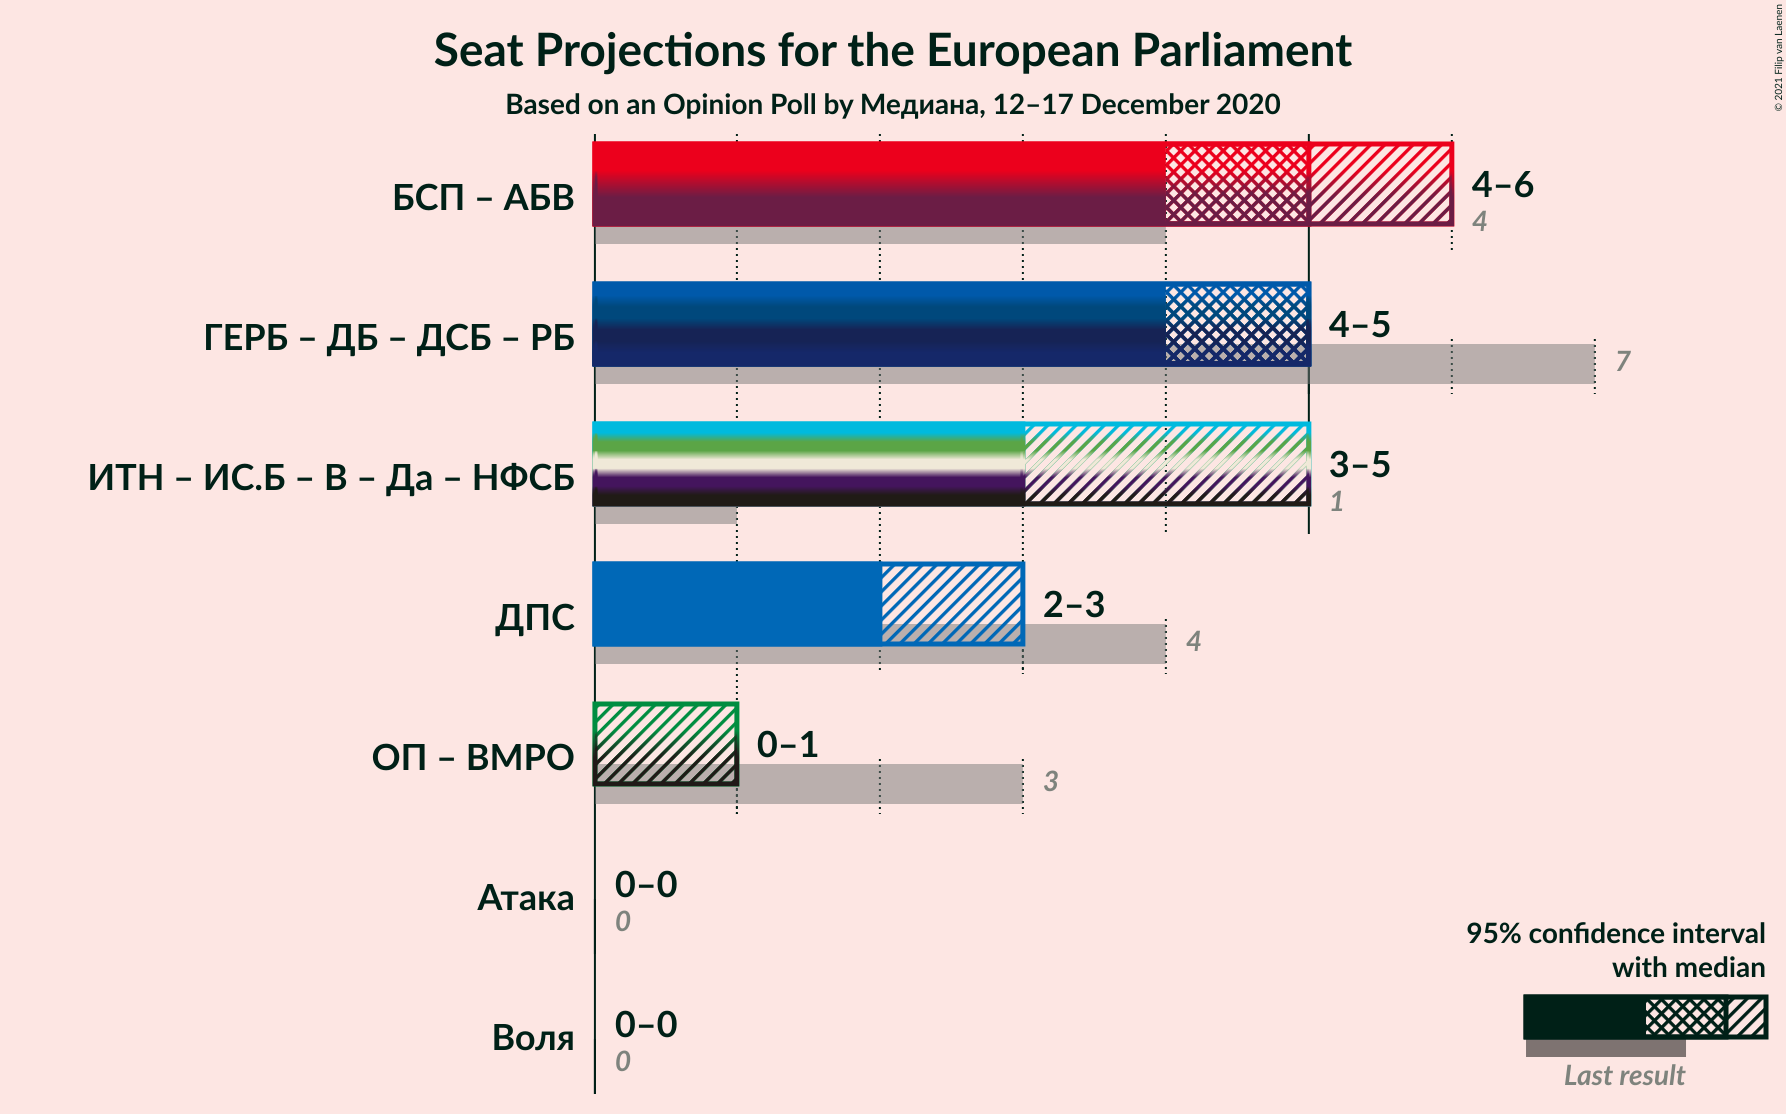 Seat Projections for the European Parliament
Based on an Opinion Poll by Медиана, 12–17 December 2020
© 2021 Filip van Laenen
БСП – АБВ
4–6
4
ГЕРБ – ДБ – ДСБ – РБ
4–5
7
ИТН – ИС.Б – В – Да – НФСБ
3–5
1
ДПС
2–3
4
ОП – ВМРО
0–1
3
Атака
0–0
0
Воля
0–0
0
95% confidence interval
with median
Last result